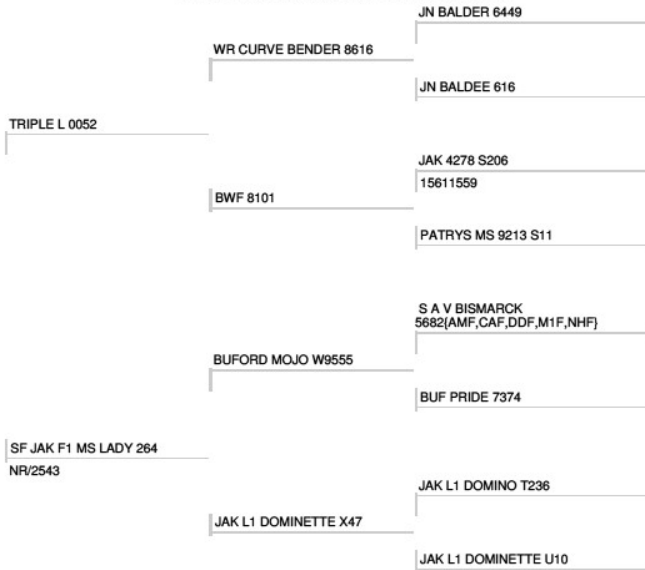 JN BALDER 6449
WR CURVE BENDER 8616
JN BALDEE 616
TRIPLE L 0052
JAK 4278 S206
15611559
BWF 8101
PATRYS MS 9213 S11
S A V BISMARCK
5682{AMF,CAF,DDF,M1F,NHF}
BUFORD MOJO W9555
BUF PRIDE 7374
SF JAK F1 MS LADY 264
NR/2543
JAK L1 DOMINO T236
JAK L1 DOMINETTE X47
JAK L1 DOMINETTE U10